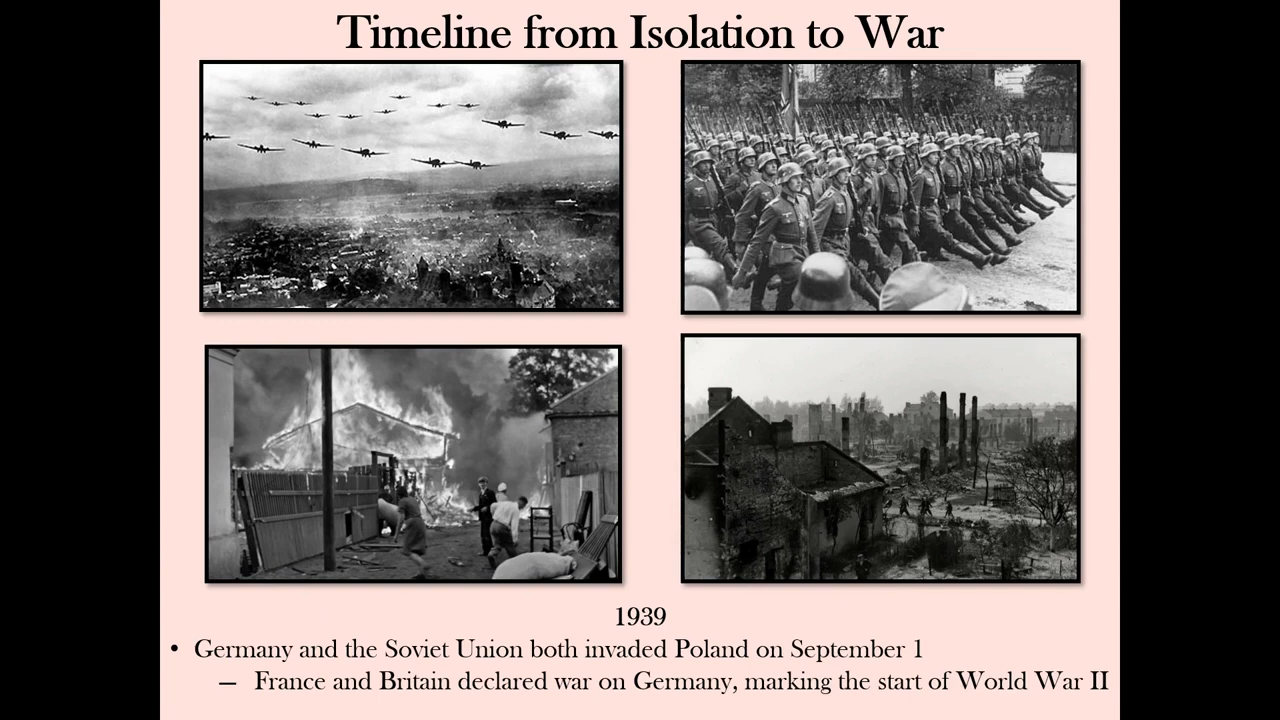 Timeline from Isolation to War
1939
• Germany and the Soviet Union both invaded Poland on September 1
– France and Britain declared war on Germany, marking the start of World War II